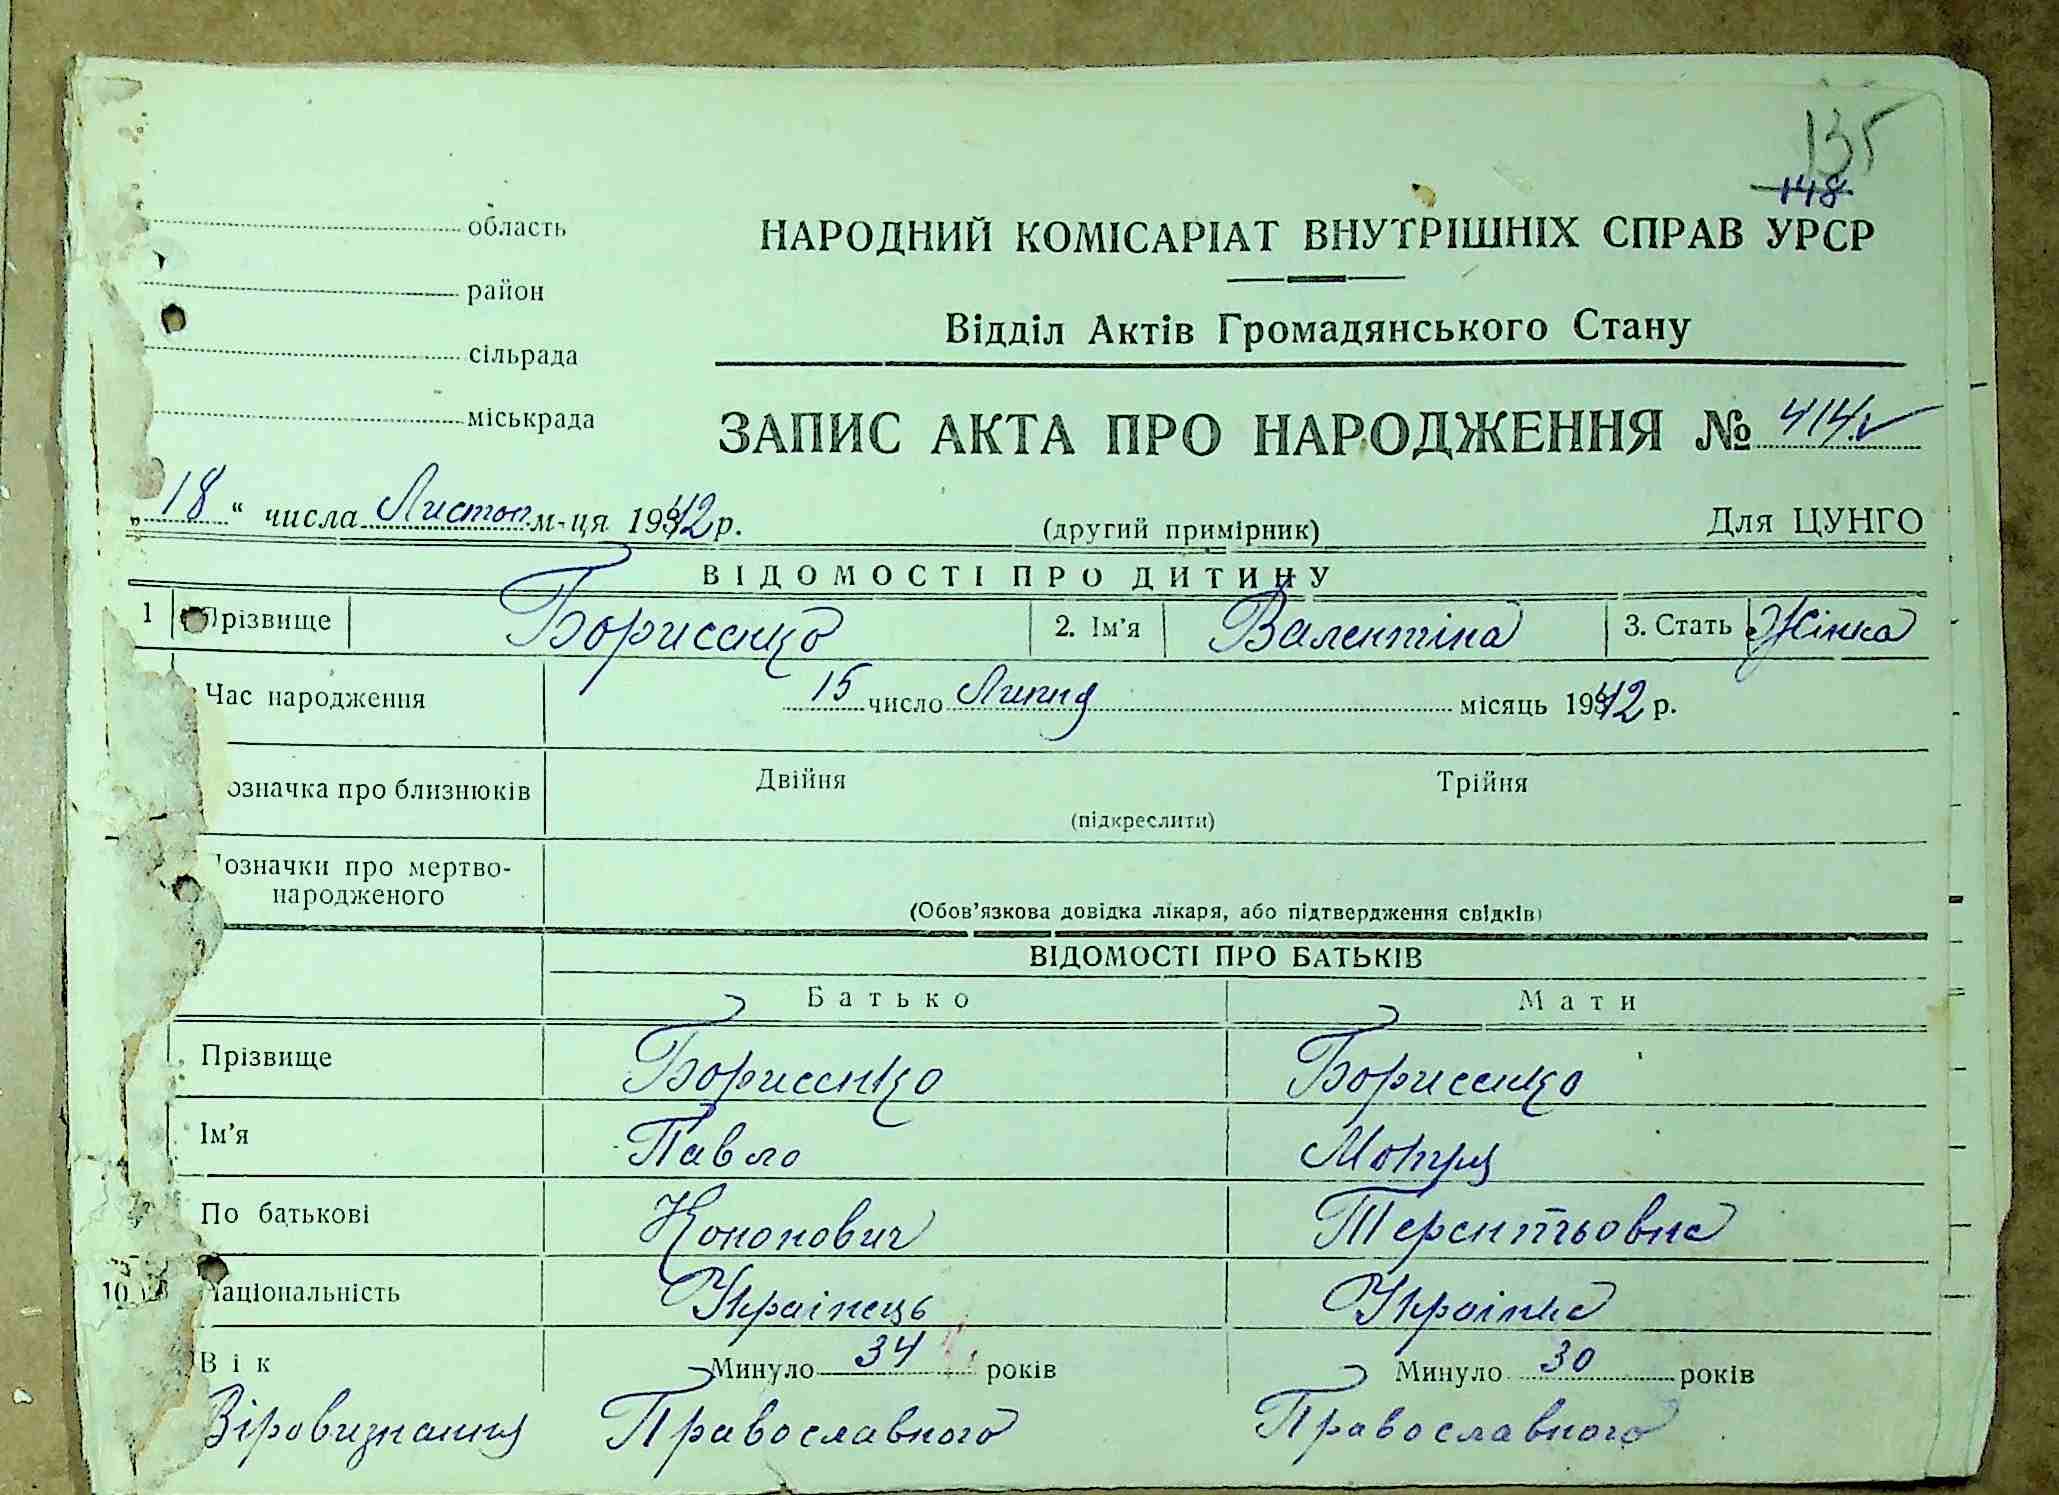 135
148
область
район
сільрада
міськрада
НАРОДНИЙ КОМІСАРІАТ ВНУТРІШНІХ СПРАВ УРСР
Відділ Актів Громадянського Стану
ЗАПИС АКТА ПРО НАРОДЖЕННЯ № 414
„18“ числа Листоп. м-ця 1942 р.
(другий примірник)
Для ЦУНГО
ВІДОМОСТІ ПРО ДИТИНУ
1 Прізвище Борисенко 2. Ім’я Валентіна 3. Стать Жінка
Час народження 15 число Липня місяць 1942 р.
означка про близнюків Двійня Трійня
(підкреслити)
означки про мертво-
народженого
(Обов’язкова довідка лікаря, або підтвердження свідків)
ВІДОМОСТІ ПРО БАТЬКІВ
Батько Мати
Прізвище Борисенко Борисенко
Ім’я Павло Мотря
По батькові Кононович Терентьовна
10 Національність Украінець Украінка
Вік Минуло 34 років Минуло 30 років
Віровизнання Православного Православного